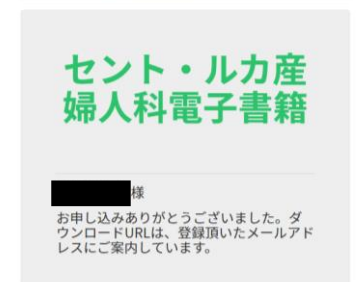 セント・ルカ産
婦人科電子書籍
様
お申し込みありがとうございました。ダ
ウンロードURLは、登録頂いたメールアド
レスにご案内しています。